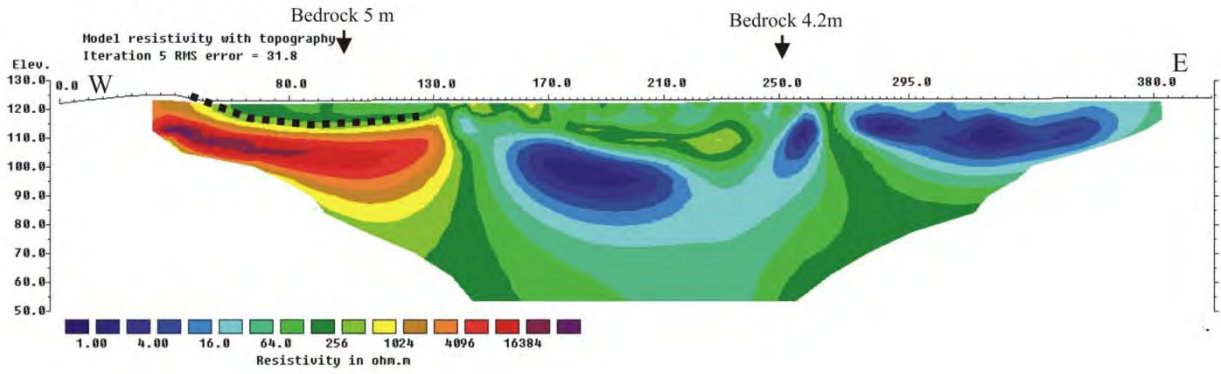 Bedrock 5 m
Bedrock 4.2m
Model resistivity with topography
Iteration 5 RMS error = 31.8
Elev.
W
E
0.0 80.0 130.0 170.0 210.0 250.0 295.0 380.0
130.0
120.0
110.0
100.0
90.0
80.0
70.0
60.0
50.0
1.00 4.00 16.0 64.0 256 1024 4096 16384
Resistivity in ohm.m